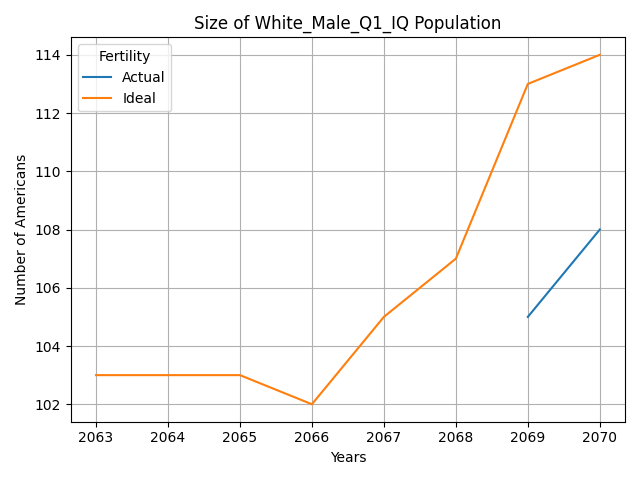 Size of White_Male_Q1_IQ Population
Fertility
Actual
Ideal
114
112
110
108
106
104
102
Number of Americans
2063 2064 2065 2066 2067 2068 2069 2070
Years